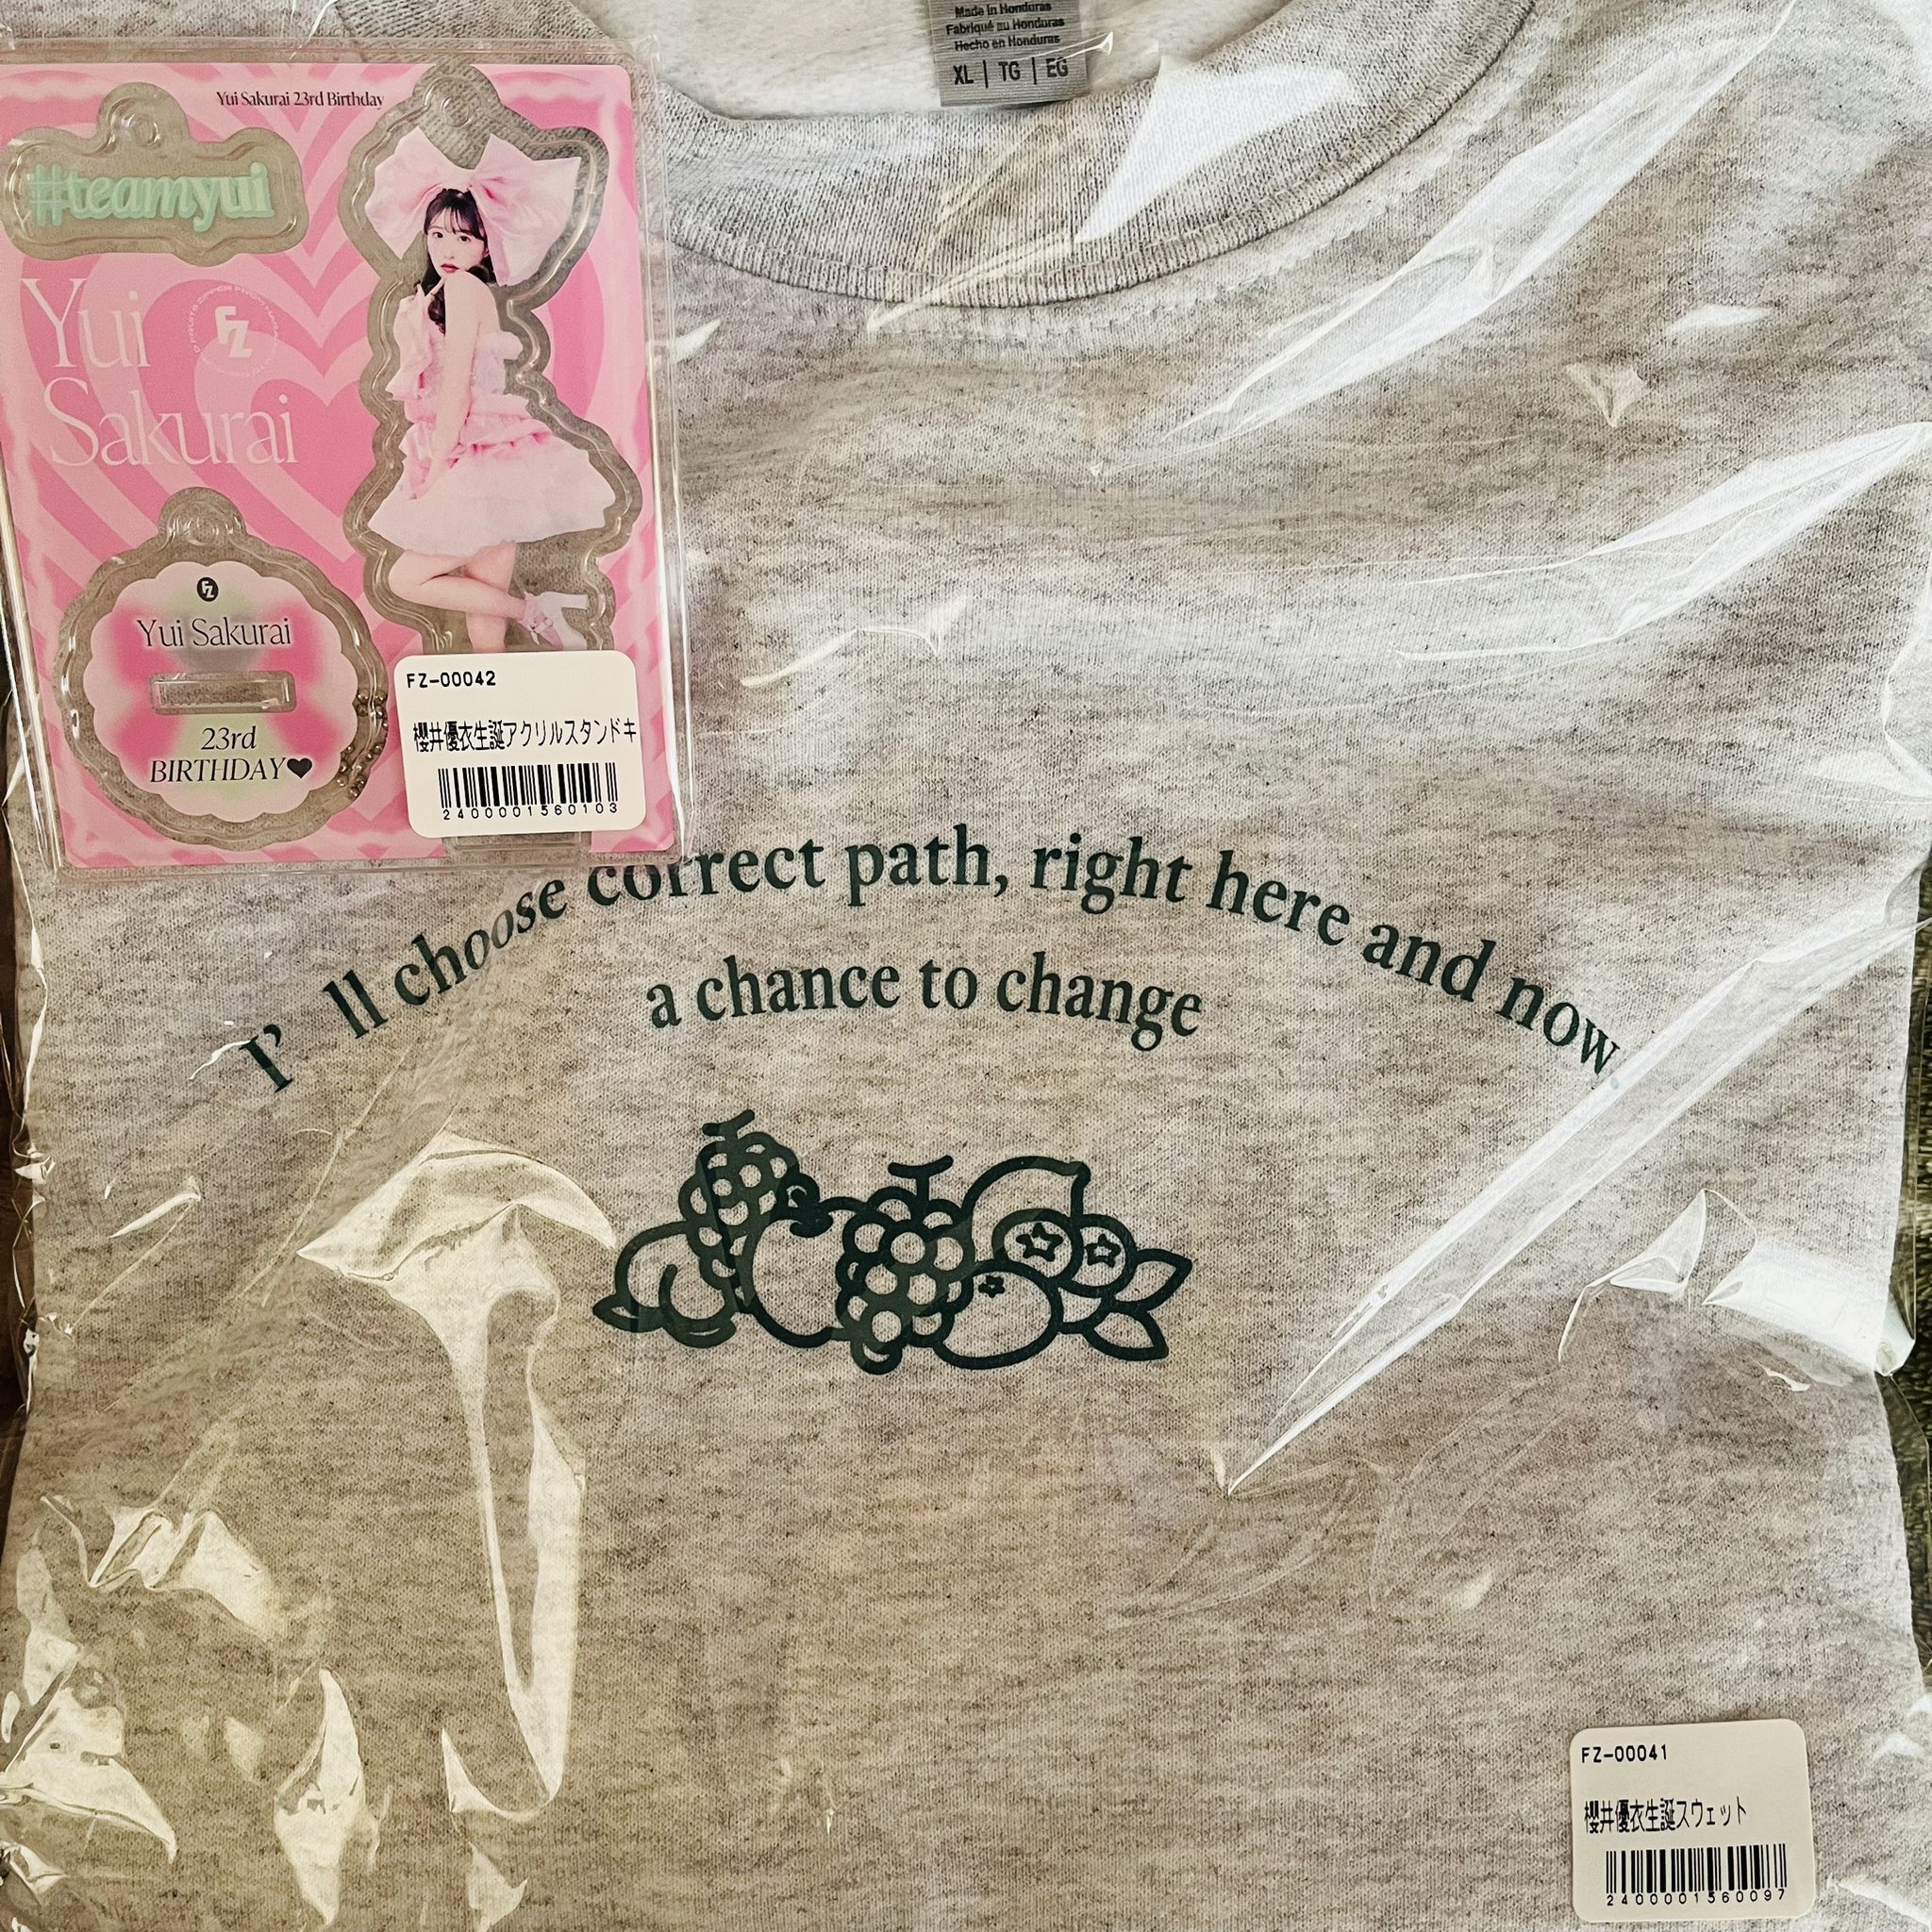 Made in Honduras
Fabriqué au Honduras
Hecho en Honduras
XL | TG | EG
Yui Sakurai 23rd Birthday
#teamyui
Yui
Sakurai
FZ
FZ
Yui Sakurai
23rd
BIRTHDAY♥
FZ-00042
櫻井優衣生誕アクリルスタンドキ
2400001560103
I’ll choose correct path, right here and now.
a chance to change
FZ-00041
櫻井優衣生誕スウェット
2400001560097